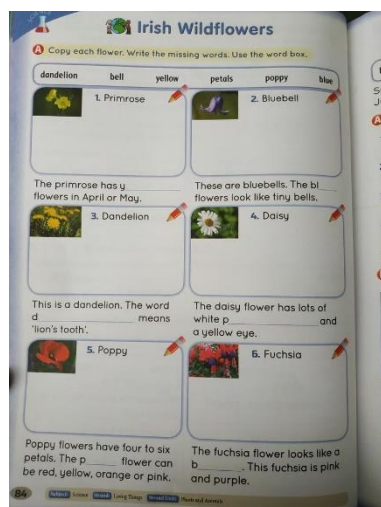 Irish Wildflowers
A Copy each flower. Write the missing words. Use the word box.
dandelion bell yellow petals poppy blue
1. Primrose
2. Bluebell
The primrose has y
flowers in April or May.
These are bluebells. The bl
flowers look like tiny bells.
3. Dandelion
4. Daisy
This is a dandelion. The word
d means
'lion's tooth'.
The daisy flower has lots of
white p and
a yellow eye.
5. Poppy
6. Fuchsia
Poppy flowers have four to six
petals. The p flower can
be red, yellow, orange or pink.
The fuchsia flower looks like a
b. This fuchsia is pink
and purple.
84 Subject: Science Strand: Living Things Strand Units: Plants and Animals